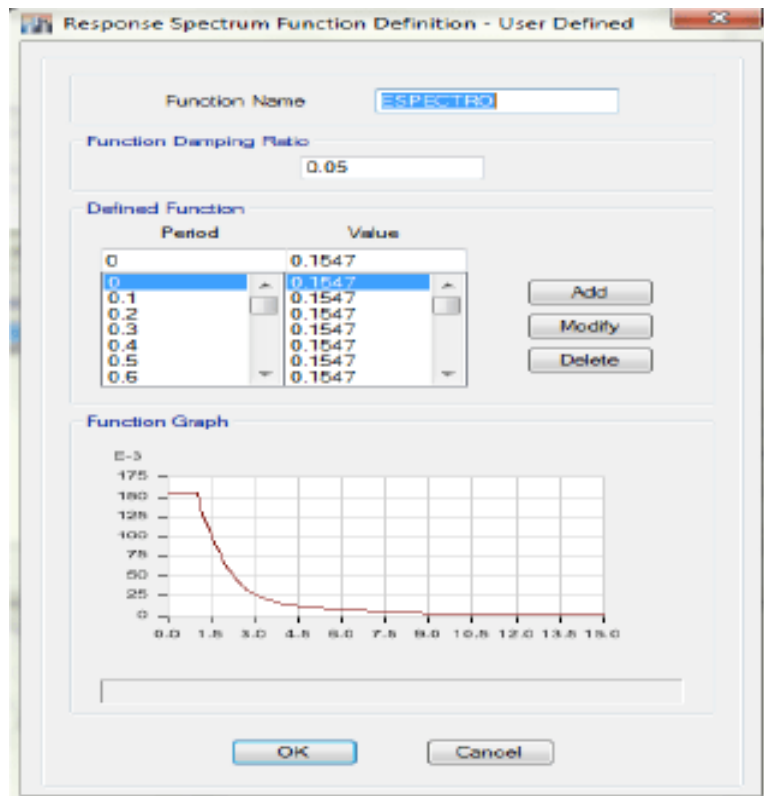 Response Spectrum Function Definition - User Defined
Function Name ESPECTRO
Function Damping Ratio
0.05
Defined Function
Period Value
0 0.1547
0 0.1547
0.1 0.1547
0.2 0.1547
0.3 0.1547
0.4 0.1547
0.5 0.1547
0.6 0.1547
Add
Modify
Delete
Function Graph
E-3
175
150
125
100
75
50
25
0
0.0 1.5 3.0 4.5 6.0 7.5 9.0 10.5 12.0 13.5 15.0
OK Cancel